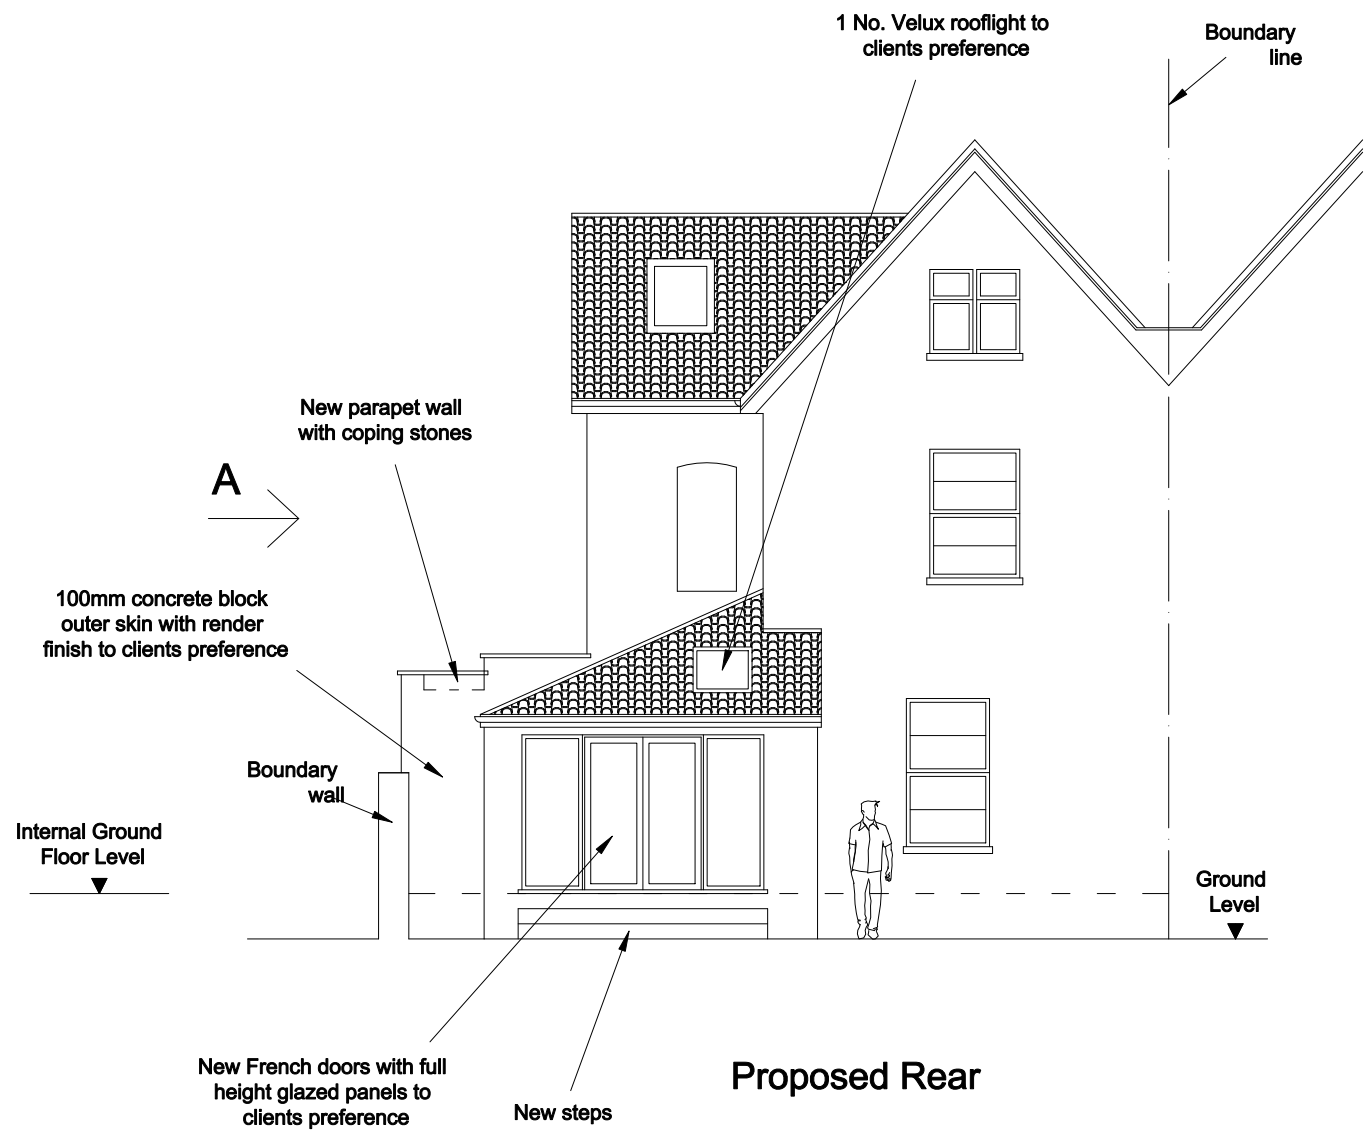 1 No. Velux rooflight to
clients preference
Boundary
line
New parapet wall
with coping stones
A
100mm concrete block
outer skin with render
finish to clients preference
Boundary
wall
Internal Ground
Floor Level
Ground
Level
New French doors with full
height glazed panels to
clients preference
New steps
Proposed Rear